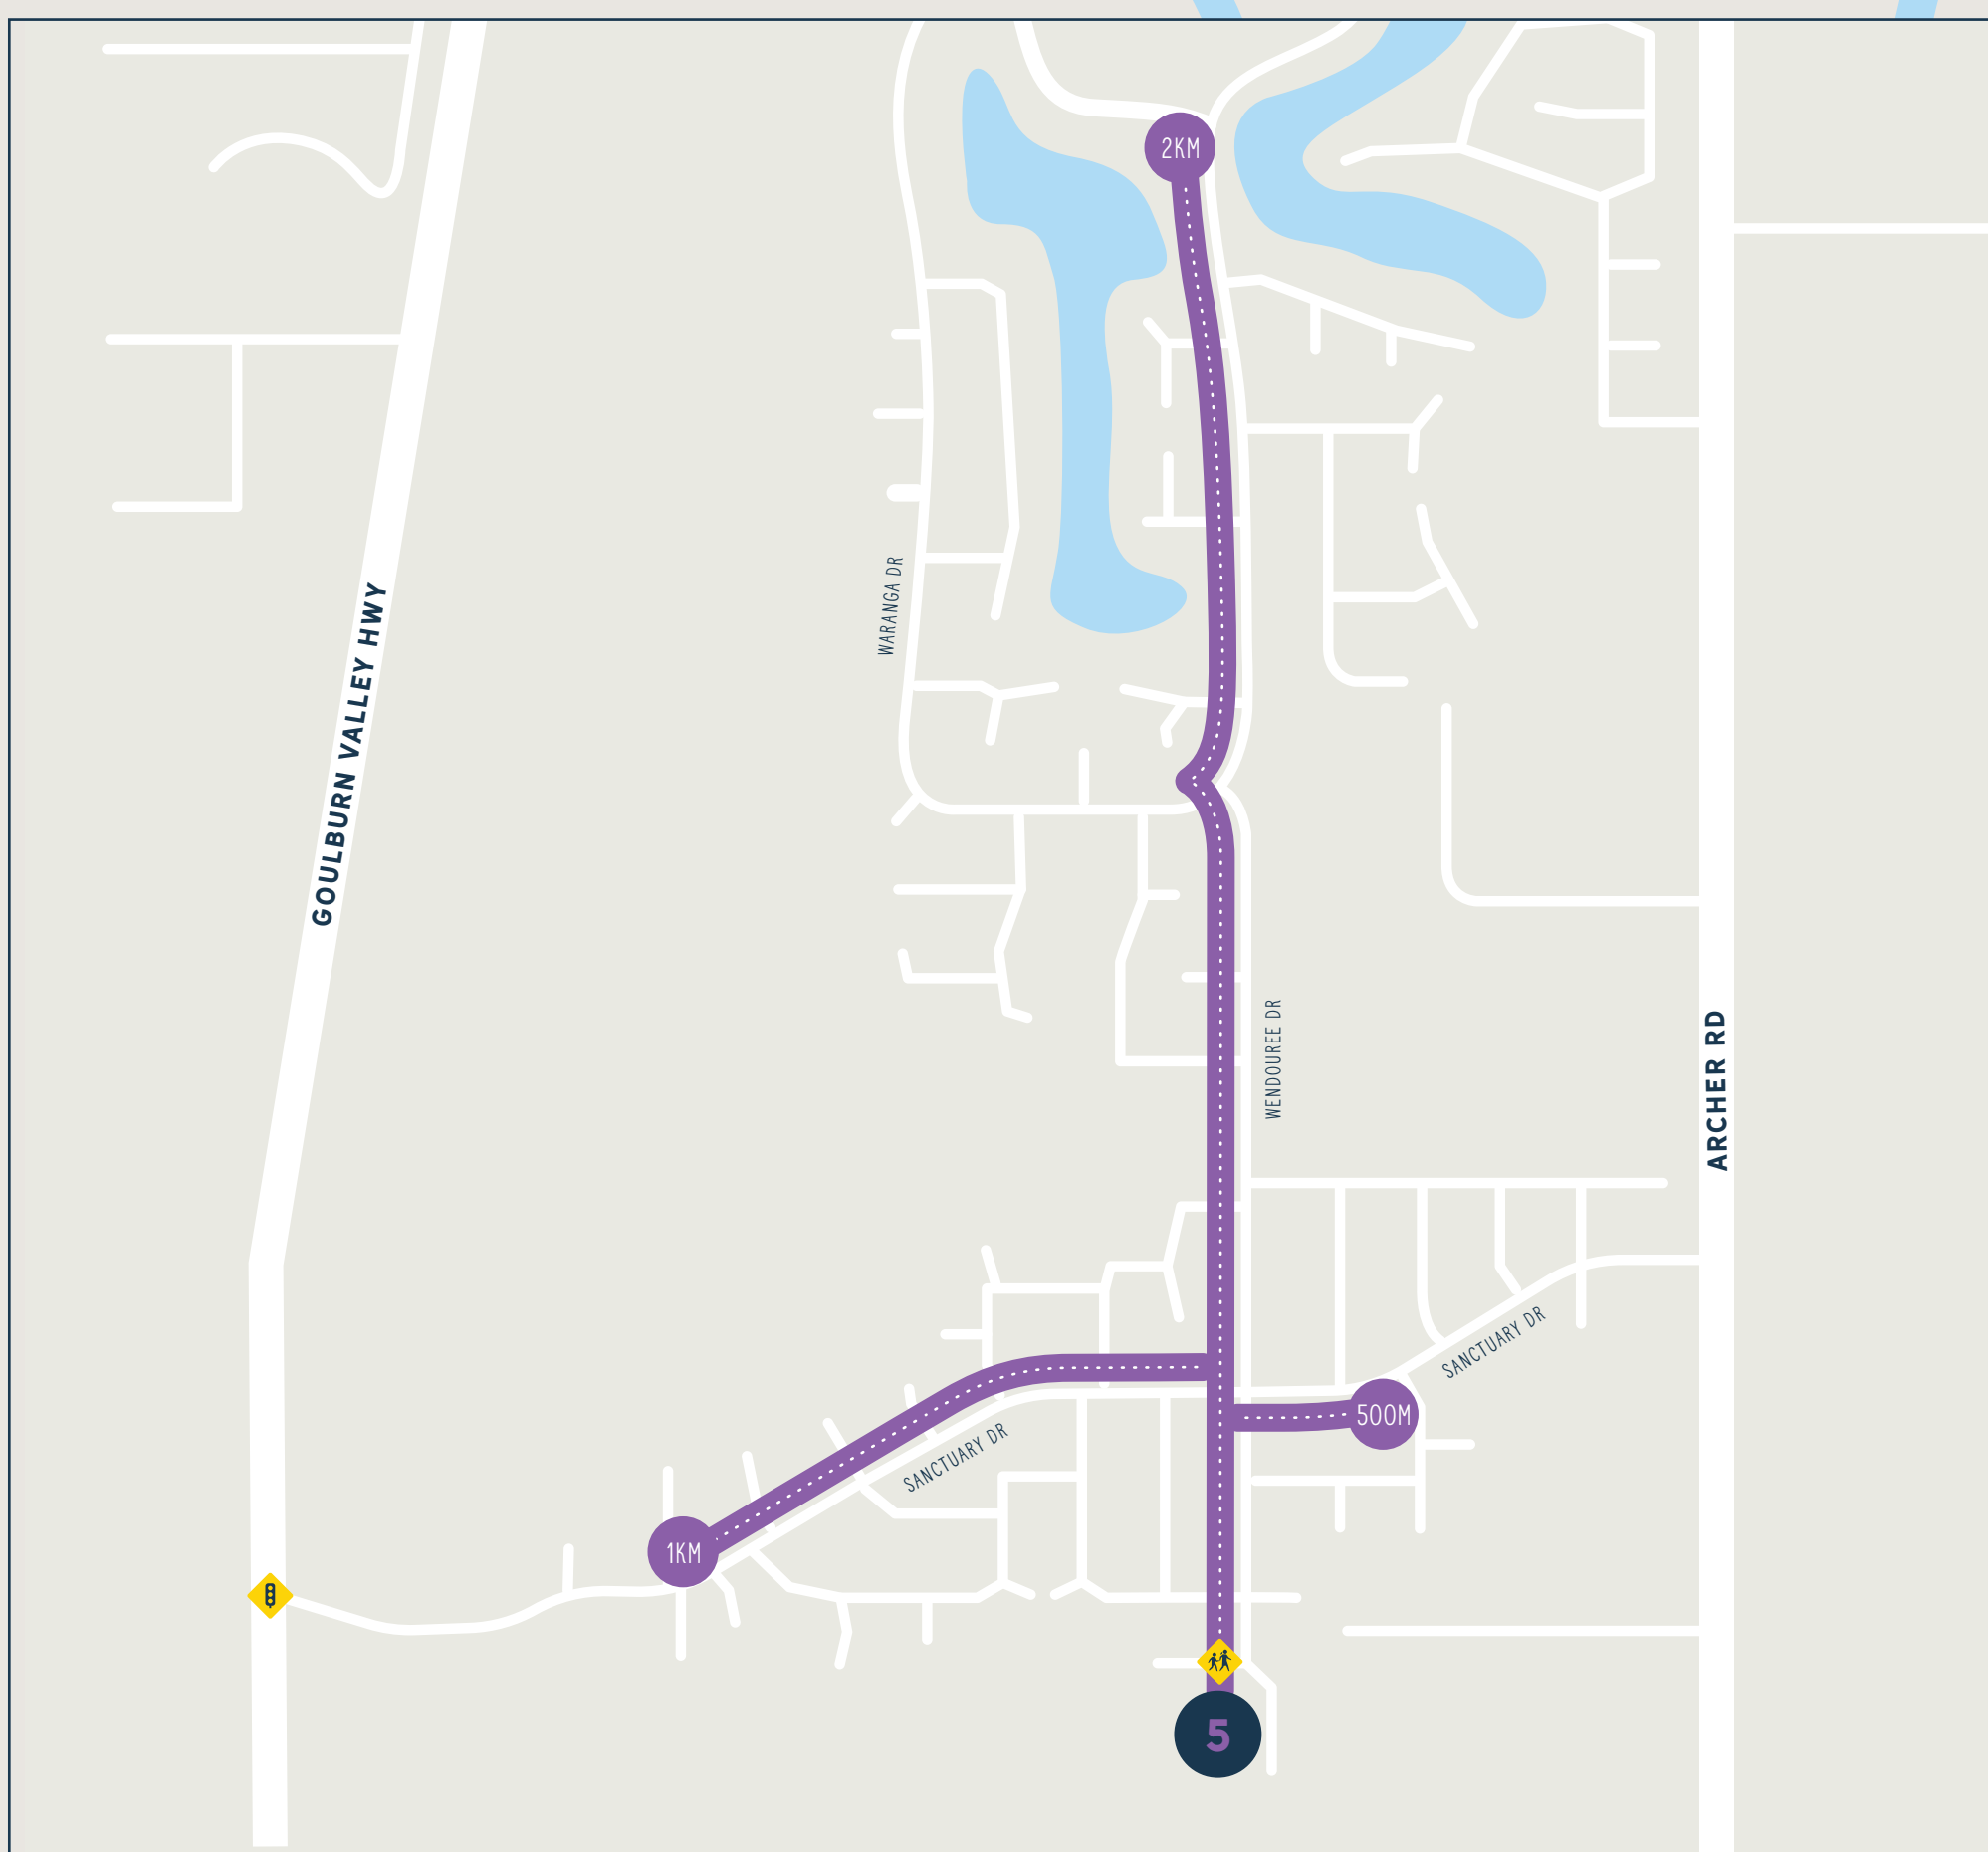 2KM
GOULBURN VALLEY HWY
WARANGA DR
WENDOUREE DR
ARCHER RD
SANCTUARY DR
500M
SANCTUARY DR
1KM
5